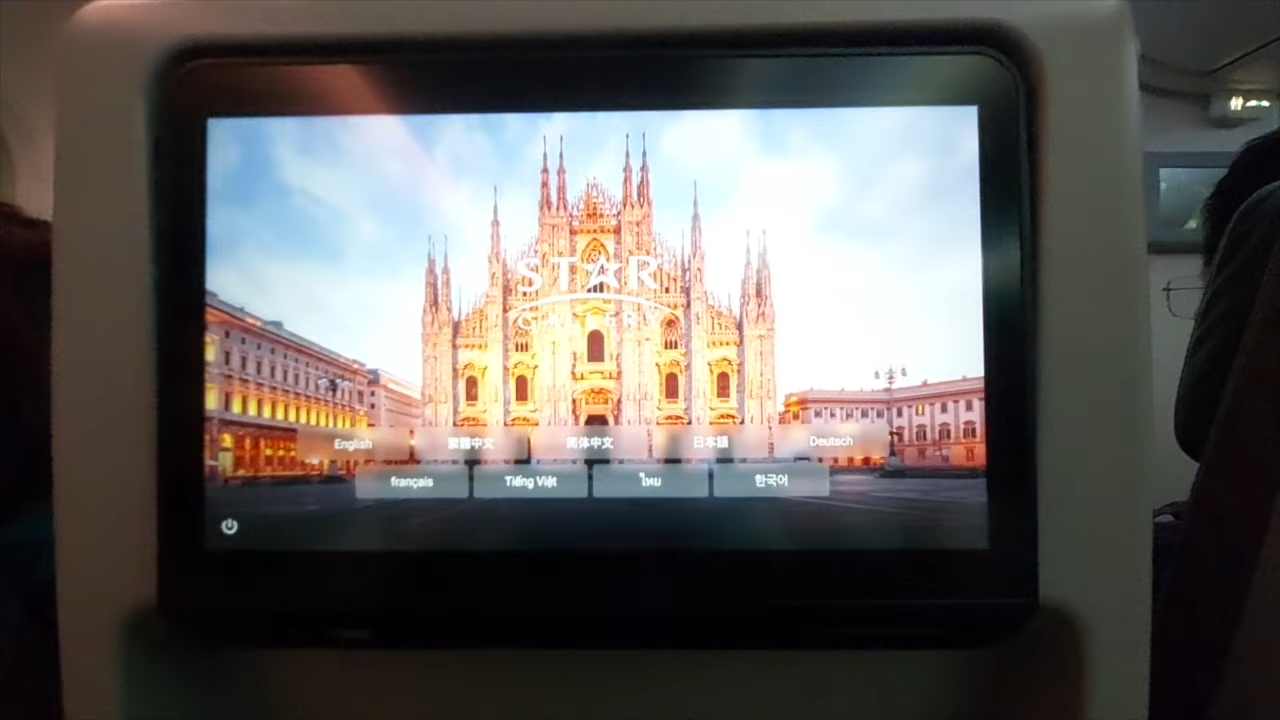 STAR
GALLERY
English 繁體中文 简体中文 日本語 Deutsch
français Tiếng Việt ไทย 한국어